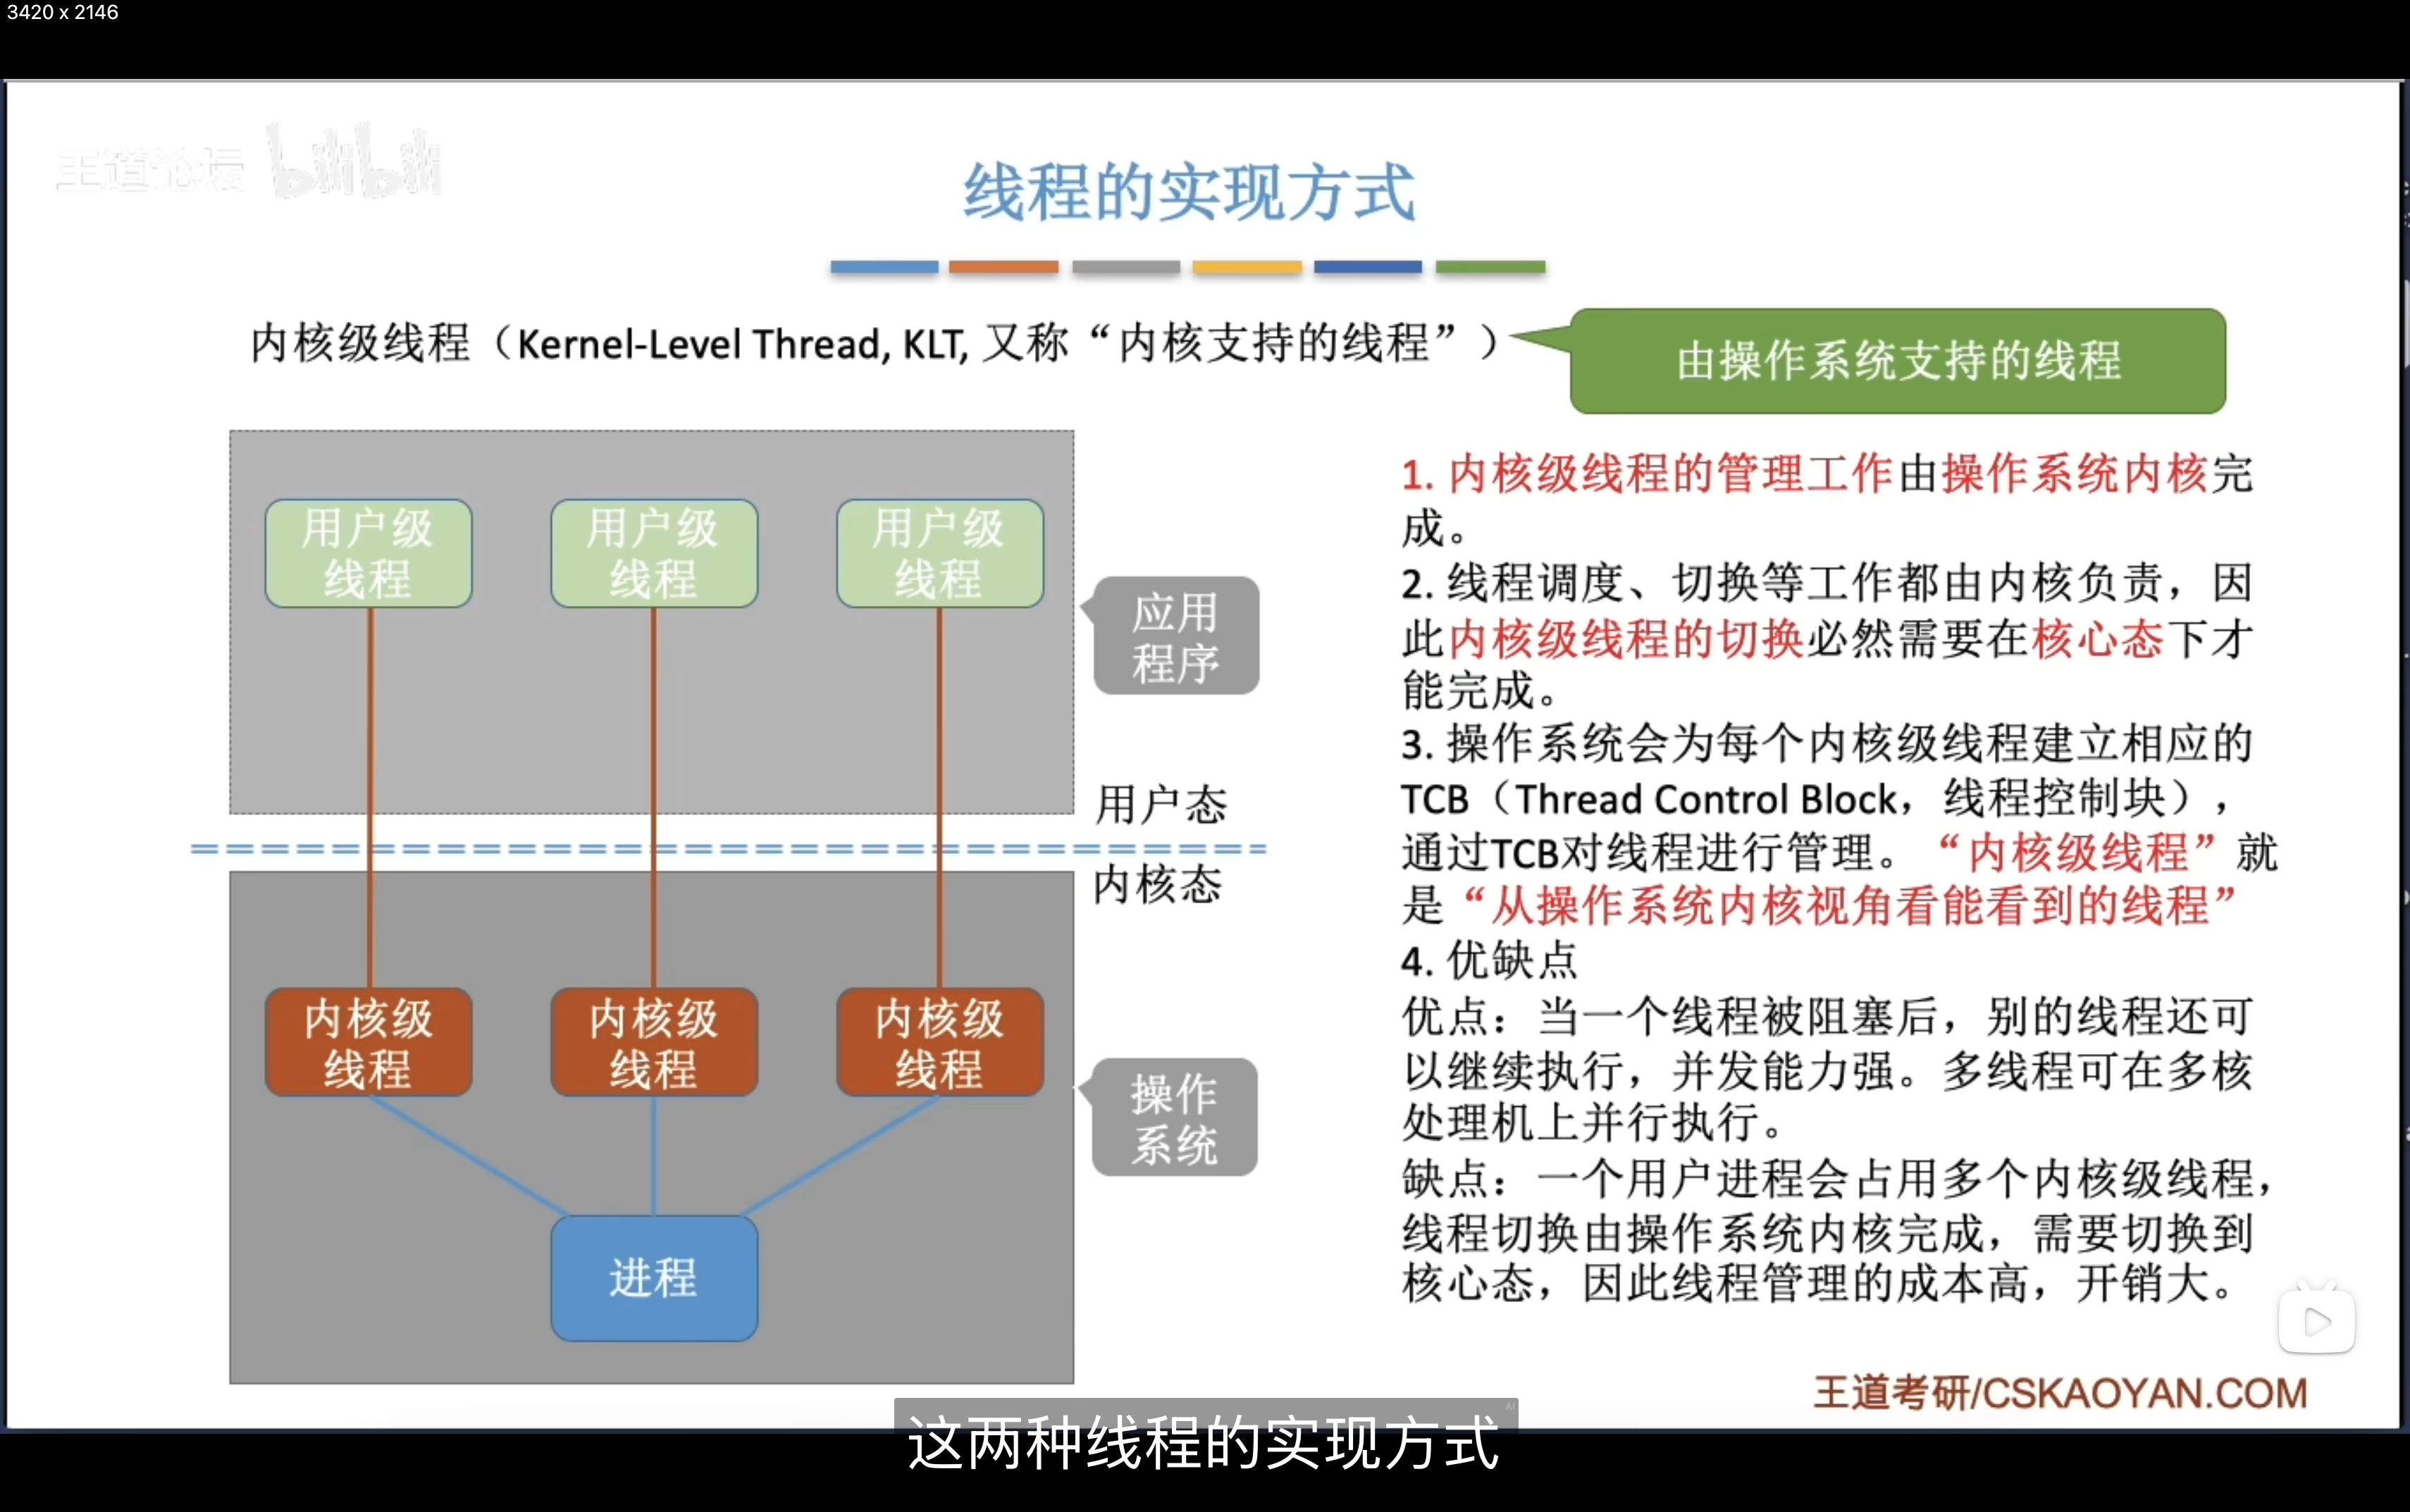 3420 x 2146
王道论坛 bilibili
线程的实现方式
内核级线程（Kernel-Level Thread, KLT, 又称“内核支持的线程”）
由操作系统支持的线程
用户级
线程
用户级
线程
用户级
线程
应用
程序
用户态
内核态
内核级
线程
内核级
线程
内核级
线程
操作
系统
进程
1. 内核级线程的管理工作由操作系统内核完
成。
2. 线程调度、切换等工作都由内核负责，因
此内核级线程的切换必然需要在核心态下才
能完成。
3. 操作系统会为每个内核级线程建立相应的
TCB（Thread Control Block，线程控制块），
通过TCB对线程进行管理。“内核级线程”就
是“从操作系统内核视角看能看到的线程”
4. 优缺点
优点：当一个线程被阻塞后，别的线程还可
以继续执行，并发能力强。多线程可在多核
处理机上并行执行。
缺点：一个用户进程会占用多个内核级线程，
线程切换由操作系统内核完成，需要切换到
核心态，因此线程管理的成本高，开销大。
王道考研/CSKAOYAN.COM
AI
这两种线程的实现方式